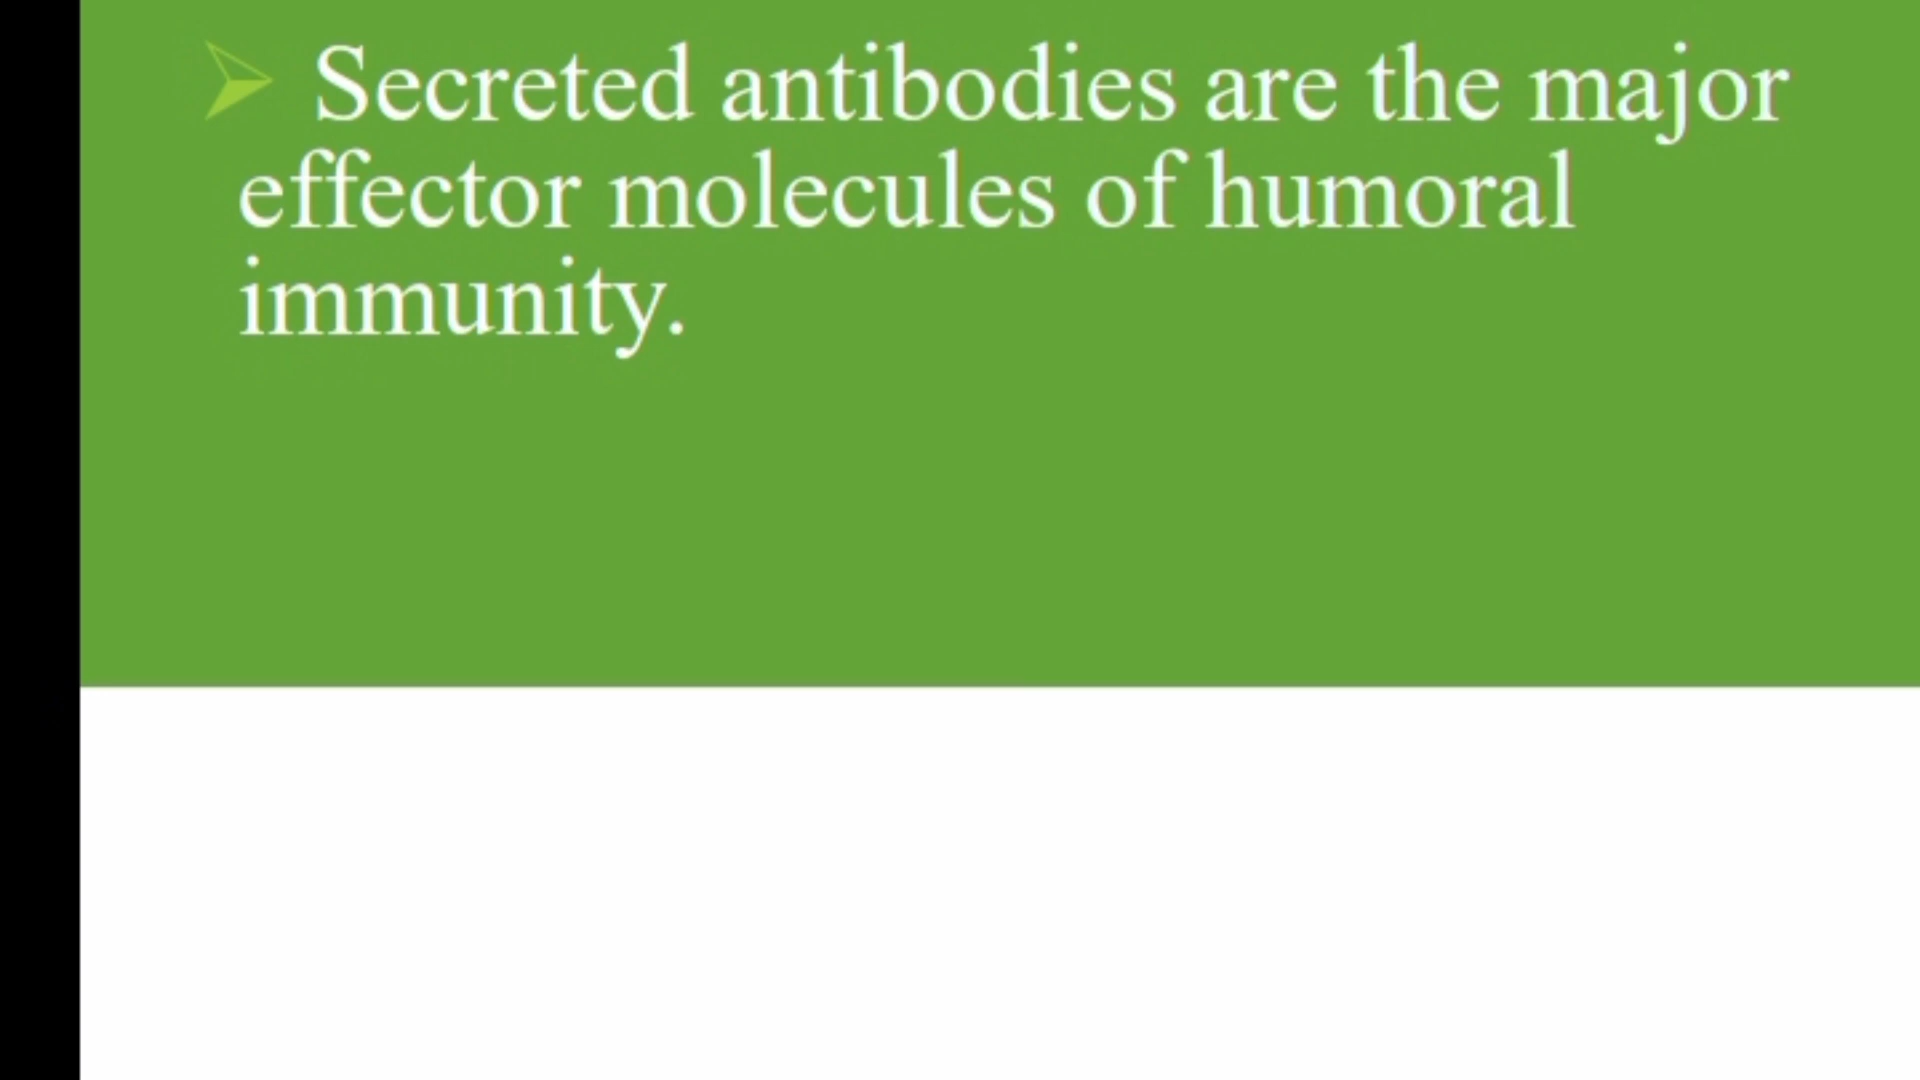 ➢ Secreted antibodies are the major
effector molecules of humoral
immunity.